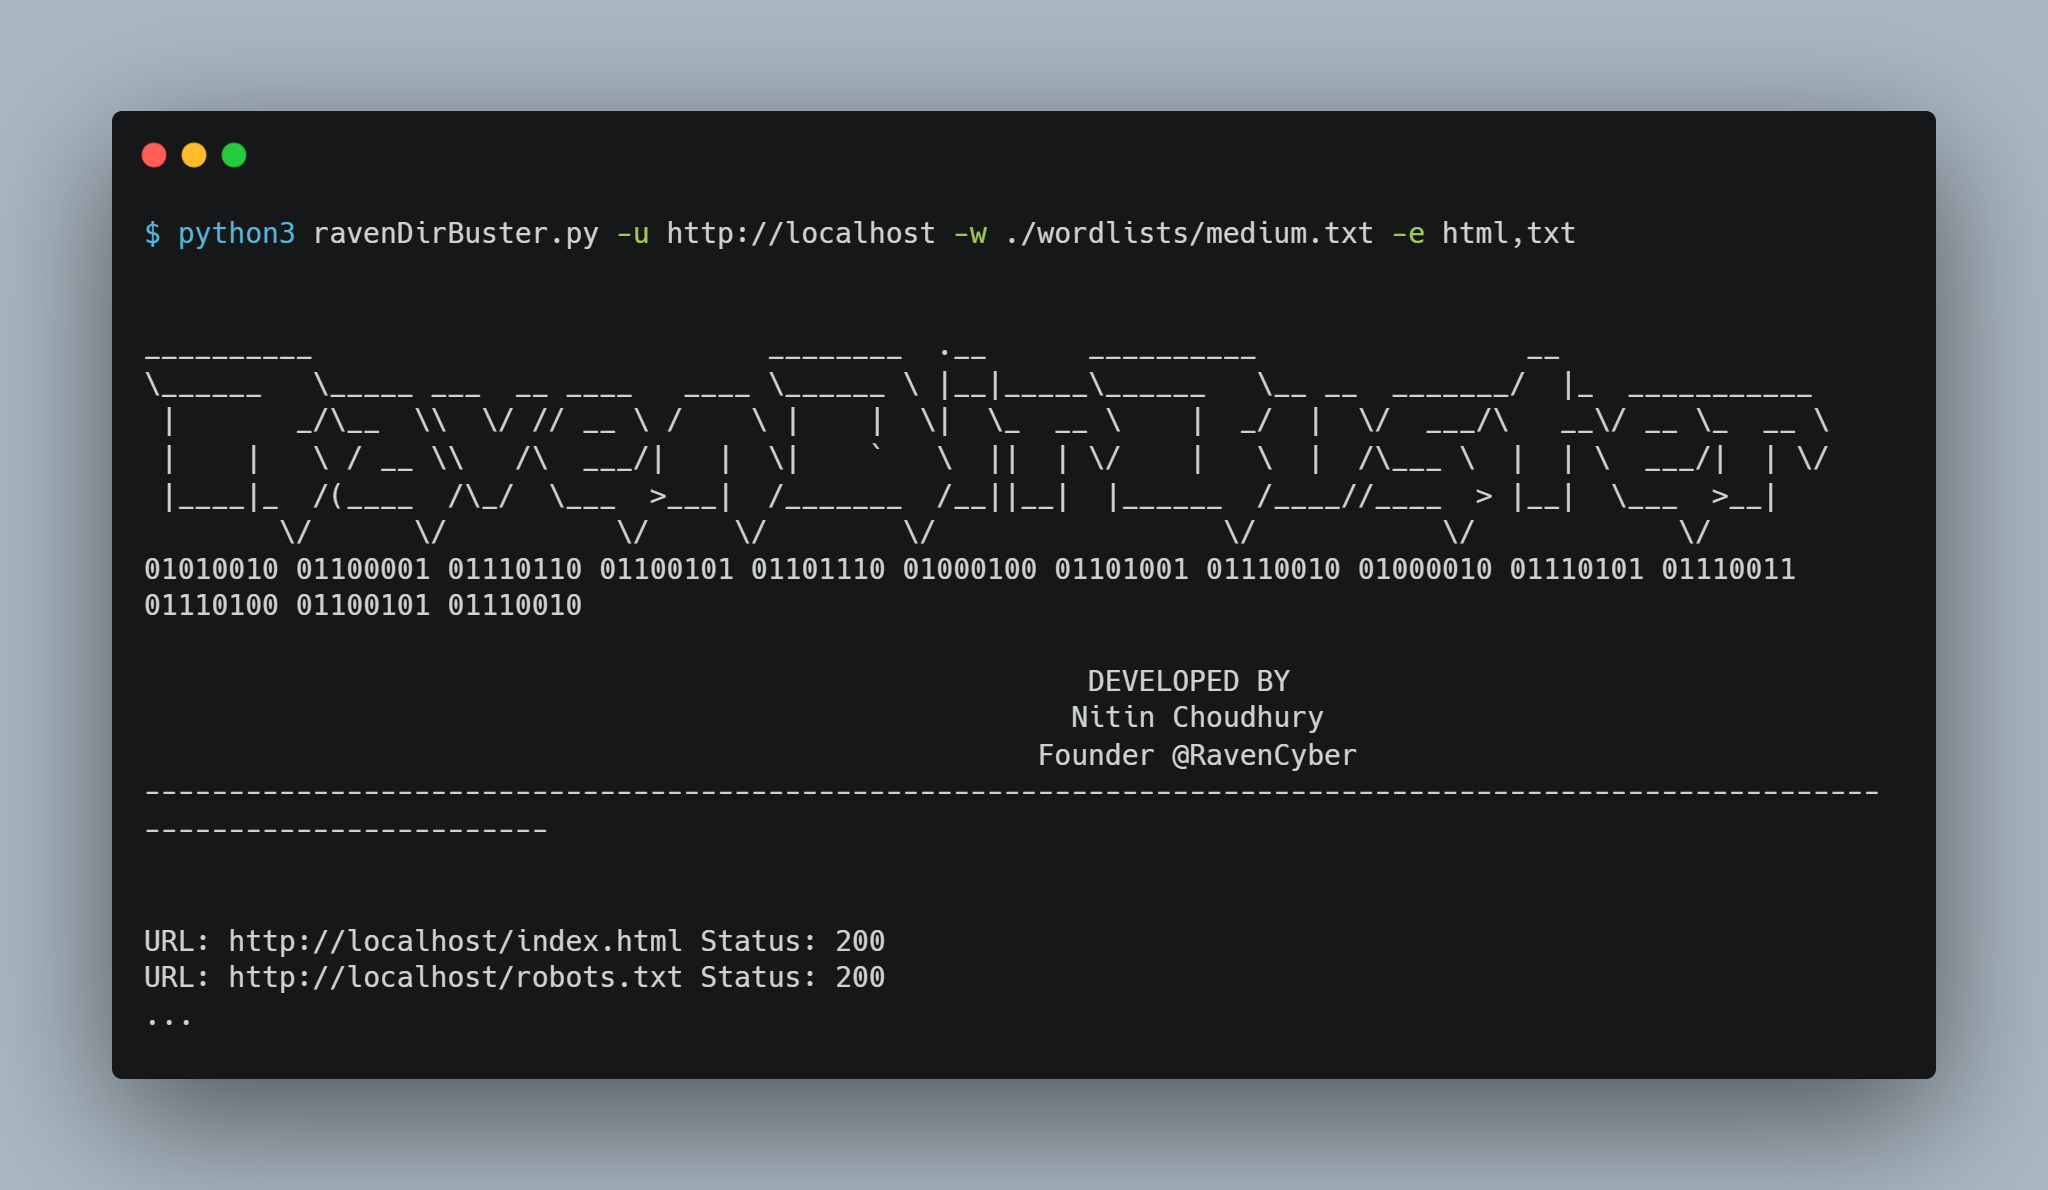 $ python3 ravenDirBuster.py -u http://localhost -w ./wordlists/medium.txt -e html,txt
__________                           ________  .__      __________                __
\______   \_____ ___  __ ____   ____ \______ \ |__|_____\______   \__ __  _______/  |_  ___________
 |       _/\__  \\  \/ // __ \ /    \ |    |  \|  \_  __ \    |  _/  |  \/  ___/\   __\/ __ \_  __ \
 |    |   \ / __ \\   /\  ___/|   |  \|    `   \  ||  | \/    |   \  |  /\___ \  |  | \  ___/|  | \/
 |____|_  /(____  /\_/  \___  >___|  /_______  /__||__|  |______  /____//____  > |__|  \___  >__|
        \/      \/          \/     \/        \/                 \/           \/            \/
01010010 01100001 01110110 01100101 01101110 01000100 01101001 01110010 01000010 01110101 01110011
01110100 01100101 01110010
DEVELOPED BY
Nitin Choudhury
Founder @RavenCyber
-------------------------------------------------------------------------------------------------------
------------------------
URL: http://localhost/index.html Status: 200
URL: http://localhost/robots.txt Status: 200
...